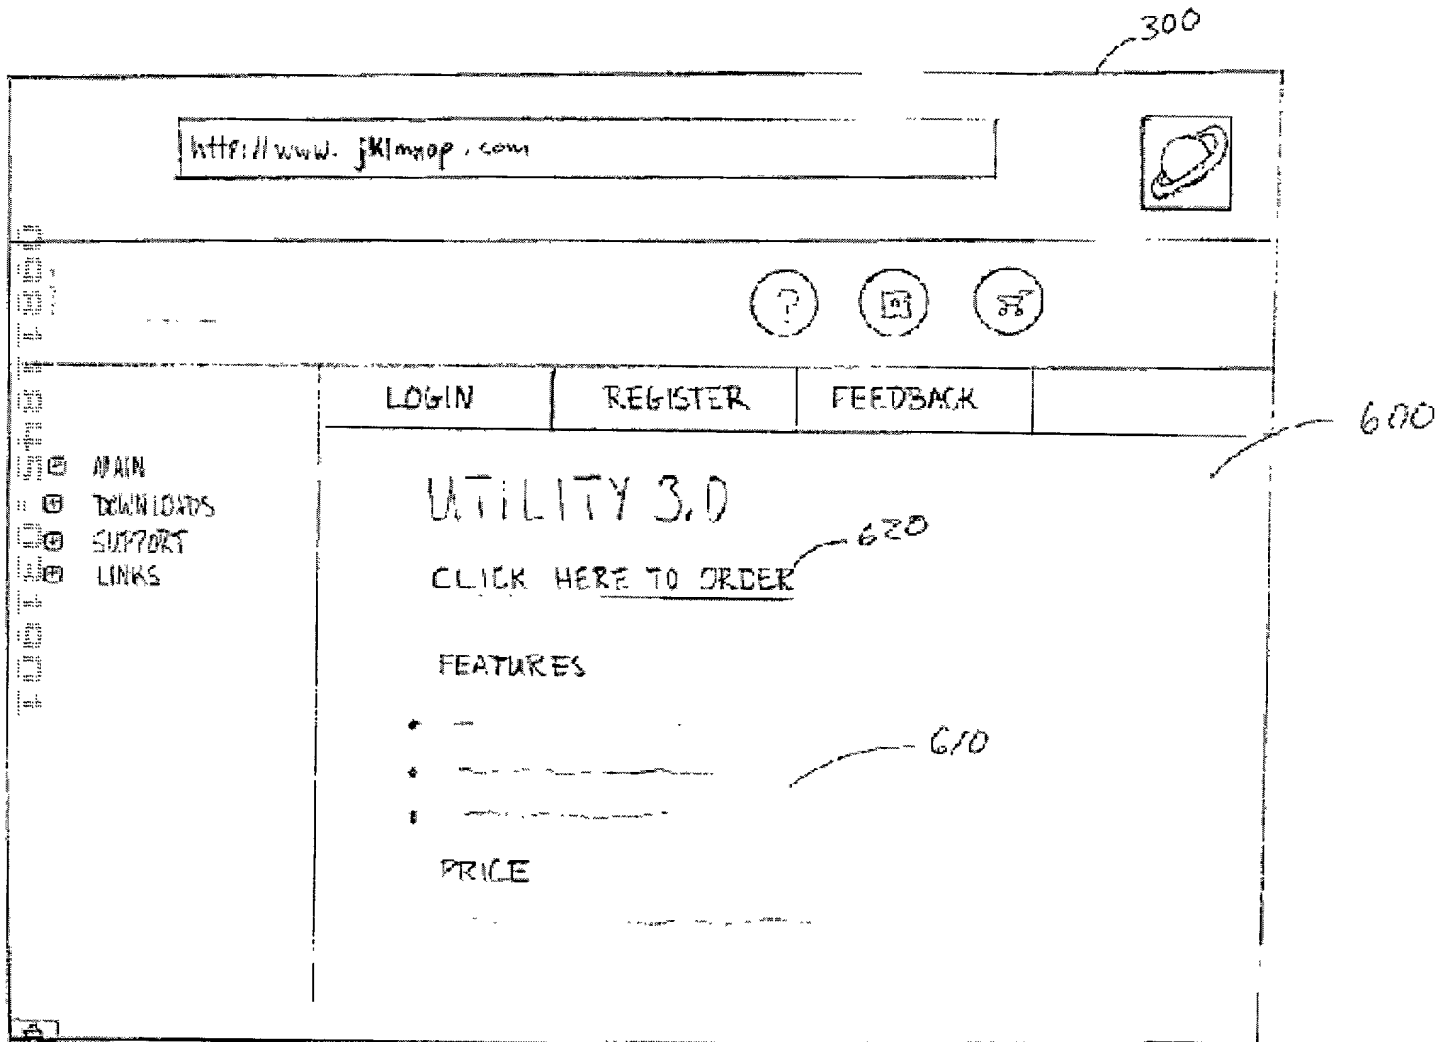 300
http://www.jklmnop.com
?
LOGIN REGISTER FEEDBACK
600
MAIN
DOWNLOADS
SUPPORT
LINKS
UTILITY 3.0
620
CLICK HERE TO ORDER
FEATURES
610
PRICE